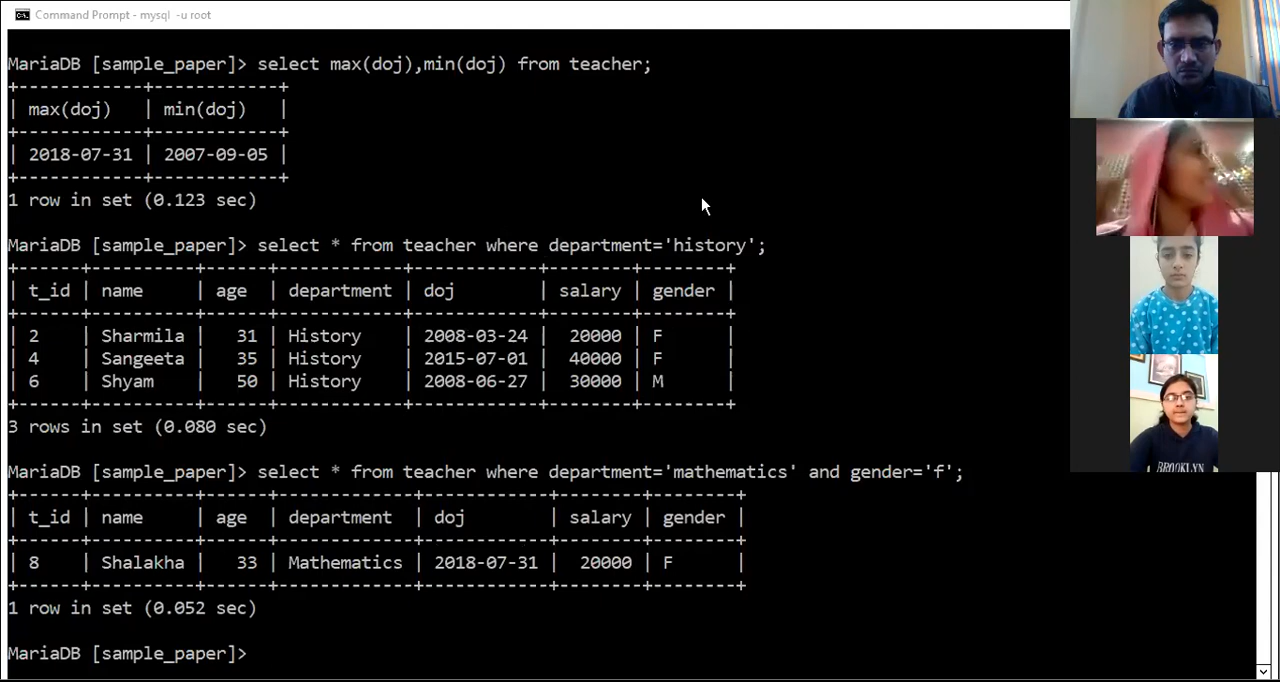 Command Prompt - mysql -u root
MariaDB [sample_paper]> select max(doj),min(doj) from teacher;
+------------+------------+
| max(doj)   | min(doj)   |
+------------+------------+
| 2018-07-31 | 2007-09-05 |
+------------+------------+
1 row in set (0.123 sec)
MariaDB [sample_paper]> select * from teacher where department='history';
+------+----------+------+------------+------------+--------+--------+
| t_id | name     | age  | department | doj        | salary | gender |
+------+----------+------+------------+------------+--------+--------+
| 2    | Sharmila |   31 | History    | 2008-03-24 |  20000 | F      |
| 4    | Sangeeta |   35 | History    | 2015-07-01 |  40000 | F      |
| 6    | Shyam    |   50 | History    | 2008-06-27 |  30000 | M      |
+------+----------+------+------------+------------+--------+--------+
3 rows in set (0.080 sec)
MariaDB [sample_paper]> select * from teacher where department='mathematics' and gender='f';
+------+----------+------+-------------+------------+--------+--------+
| t_id | name     | age  | department  | doj        | salary | gender |
+------+----------+------+-------------+------------+--------+--------+
| 8    | Shalakha |   33 | Mathematics | 2018-07-31 |  20000 | F      |
+------+----------+------+-------------+------------+--------+--------+
1 row in set (0.052 sec)
MariaDB [sample_paper]>
BROOKLYN